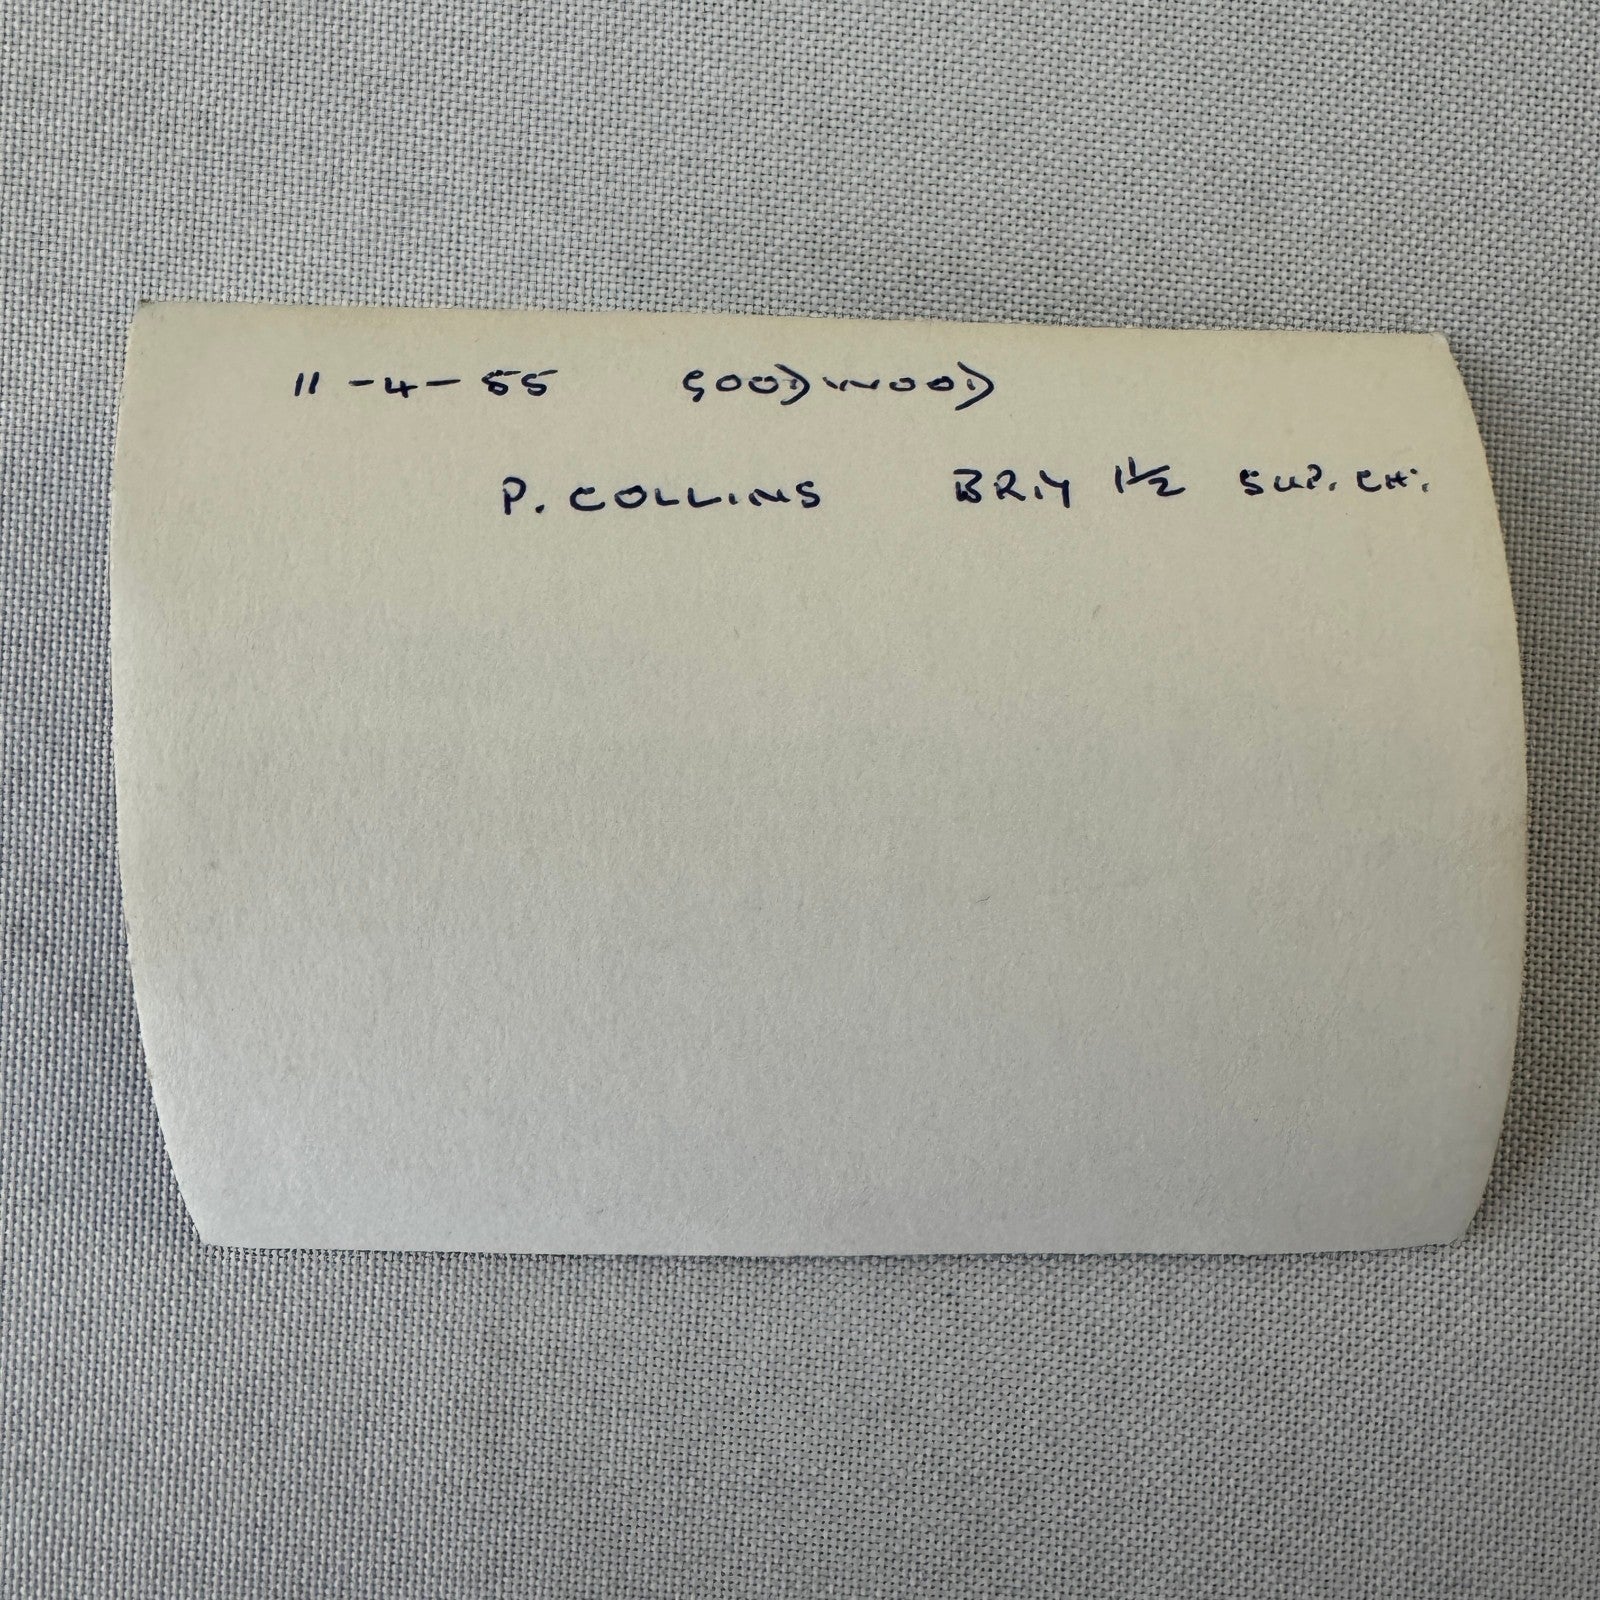 11-4-55 GOODWOOD
P. COLLINS BRM 1½ SUP. CH.